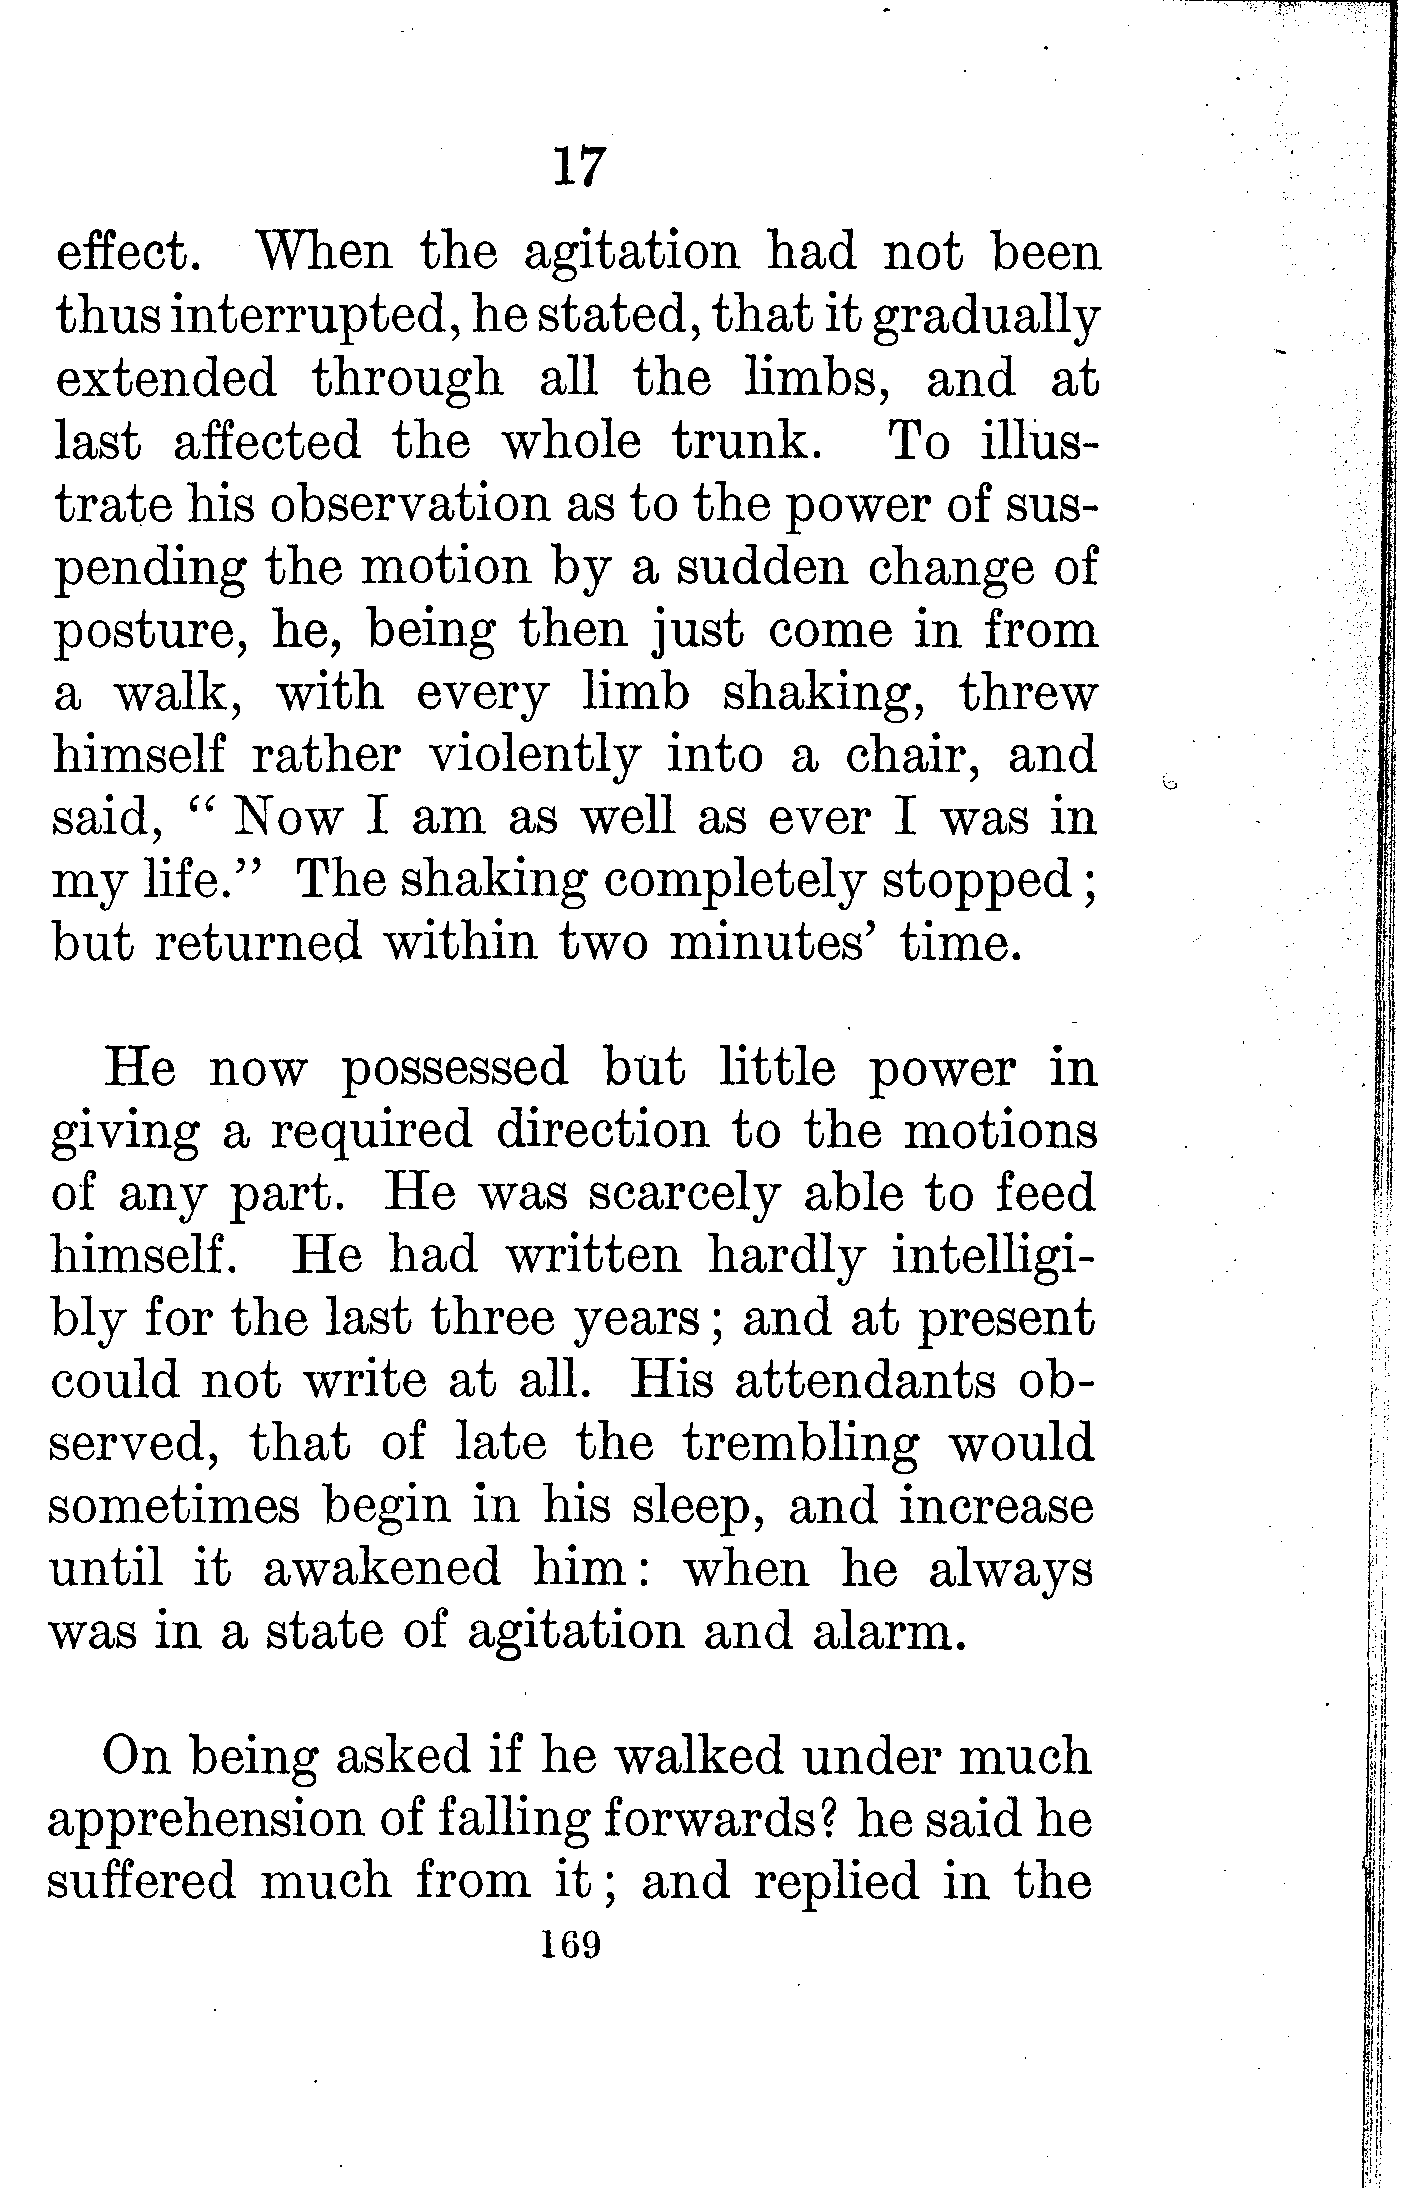 17
effect. When the agitation had not been
thus interrupted, he stated, that it gradually
extended through all the limbs, and at
last affected the whole trunk. To illus-
trate his observation as to the power of sus-
pending the motion by a sudden change of
posture, he, being then just come in from
a walk, with every limb shaking, threw
himself rather violently into a chair, and
said, “ Now I am as well as ever I was in
my life.” The shaking completely stopped ;
but returned within two minutes’ time.
He now possessed but little power in
giving a required direction to the motions
of any part. He was scarcely able to feed
himself. He had written hardly intelligi-
bly for the last three years ; and at present
could not write at all. His attendants ob-
served, that of late the trembling would
sometimes begin in his sleep, and increase
until it awakened him : when he always
was in a state of agitation and alarm.
On being asked if he walked under much
apprehension of falling forwards? he said he
suffered much from it ; and replied in the
169